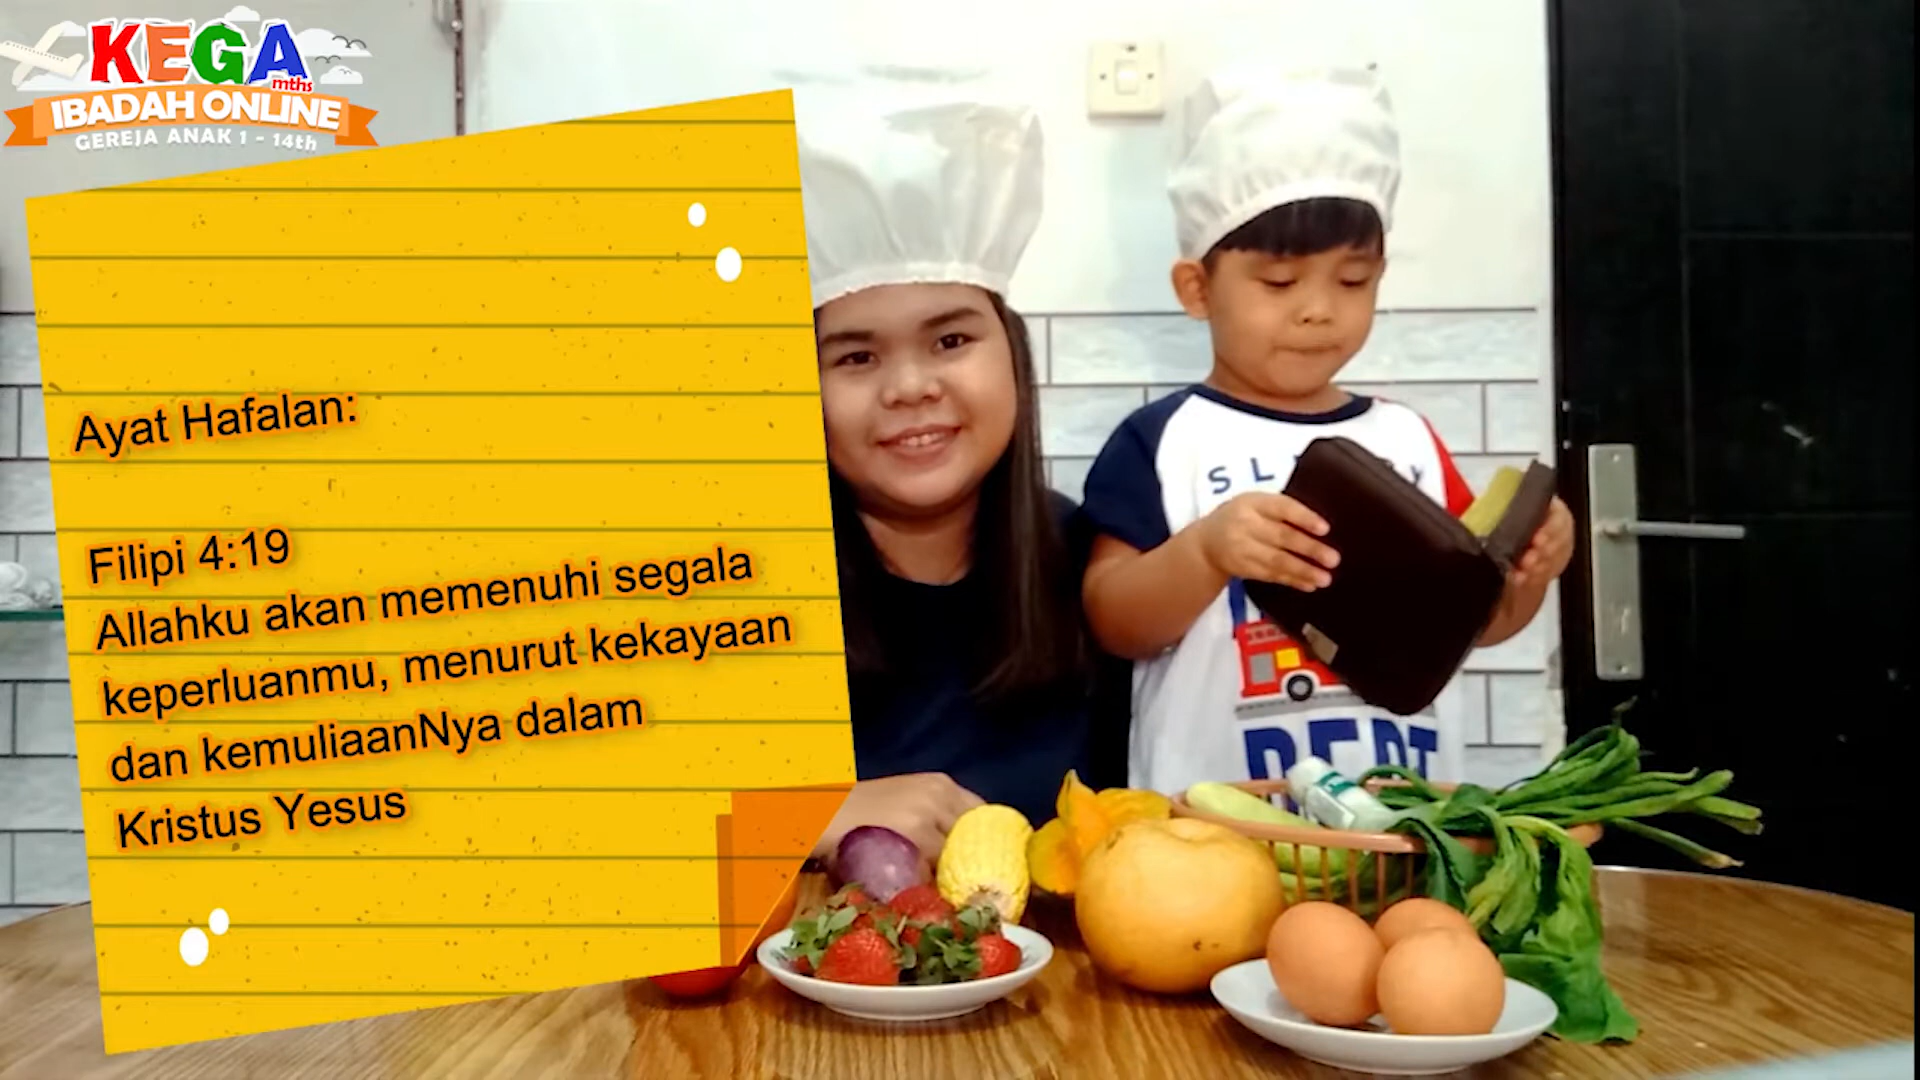 KEGA
mths
IBADAH ONLINE
GEREJA ANAK 1 - 14th
Ayat Hafalan:
Filipi 4:19
Allahku akan memenuhi segala
keperluanmu, menurut kekayaan
dan kemuliaanNya dalam
Kristus Yesus
DEPT